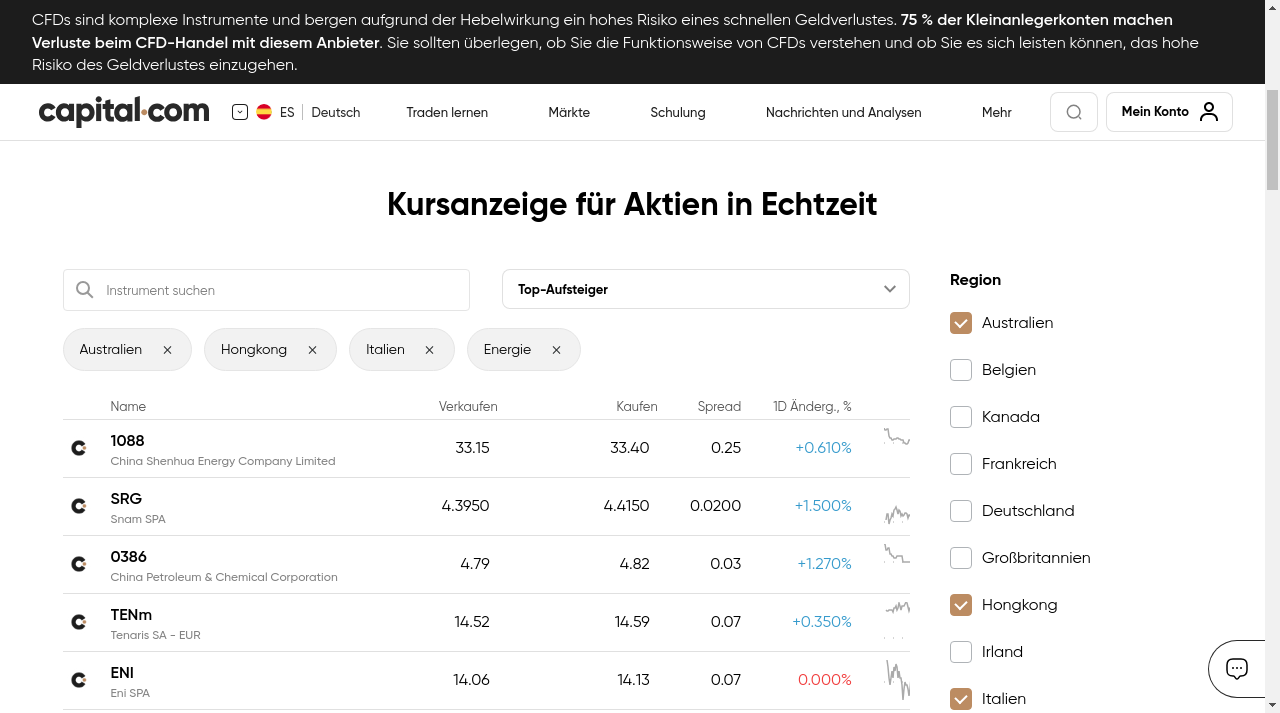 CFDs sind komplexe Instrumente und bergen aufgrund der Hebelwirkung ein hohes Risiko eines schnellen Geldverlustes. 75 % der Kleinanlegerkonten machen
Verluste beim CFD-Handel mit diesem Anbieter. Sie sollten überlegen, ob Sie die Funktionsweise von CFDs verstehen und ob Sie es sich leisten können, das hohe
Risiko des Geldverlustes einzugehen.
capital.com ES Deutsch Traden lernen Märkte Schulung Nachrichten und Analysen Mehr Mein Konto
Kursanzeige für Aktien in Echtzeit
Instrument suchen
Top-Aufsteiger
Australien Hongkong Italien Energie
Name Verkaufen Kaufen Spread 1D Änderg., %
1088 33.15 33.40 0.25 +0.610%
China Shenhua Energy Company Limited
SRG 4.3950 4.4150 0.0200 +1.500%
Snam SPA
0386 4.79 4.82 0.03 +1.270%
China Petroleum & Chemical Corporation
TENm 14.52 14.59 0.07 +0.350%
Tenaris SA - EUR
ENI 14.06 14.13 0.07 0.000%
Eni SPA
Region
Australien
Belgien
Kanada
Frankreich
Deutschland
Großbritannien
Hongkong
Irland
Italien